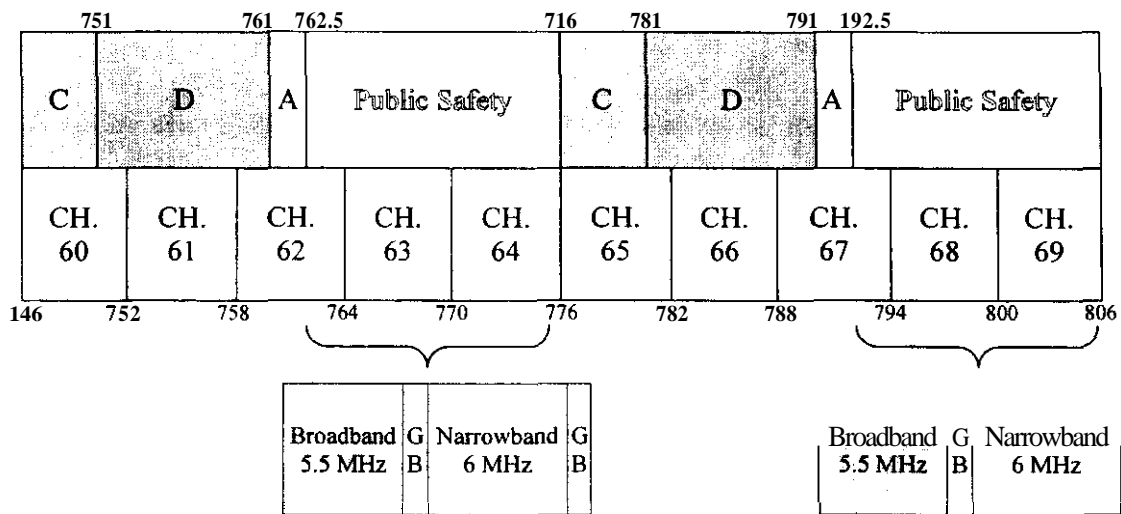 751 761 762.5 716 781 791 192.5
C D A Public Safety C D A Public Safety
CH. 60 CH. 61 CH. 62 CH. 63 CH. 64 CH. 65 CH. 66 CH. 67 CH. 68 CH. 69
146 752 758 764 770 776 782 788 794 800 806
Broadband 5.5 MHz
G B
Narrowband 6 MHz
G B
Broadband 5.5 MHz
G B
Narrowband 6 MHz